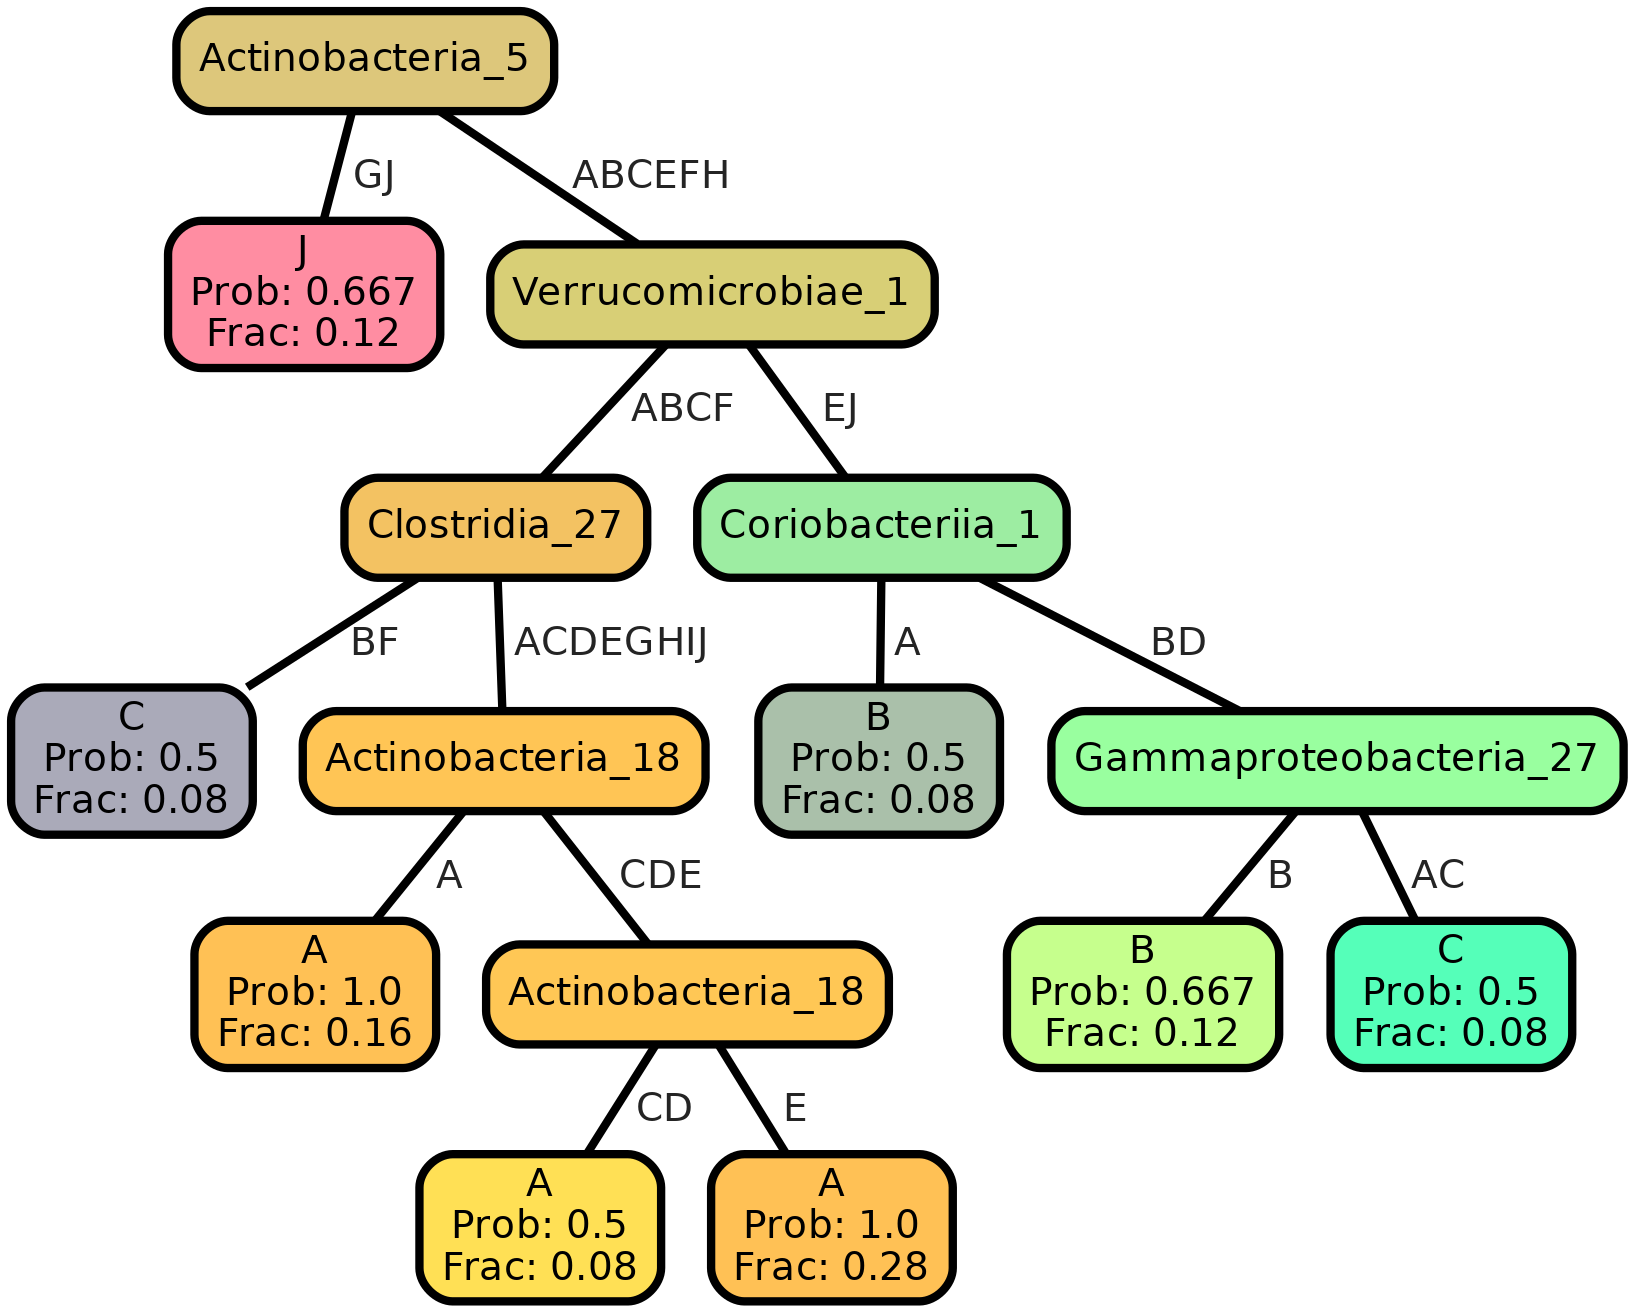 Actinobacteria_5
GJ
ABCEFH
J
Prob: 0.667
Frac: 0.12
Verrucomicrobiae_1
ABCF
EJ
Clostridia_27
Coriobacteriia_1
BF
ACDEGHIJ
A
BD
C
Prob: 0.5
Frac: 0.08
Actinobacteria_18
B
Prob: 0.5
Frac: 0.08
Gammaproteobacteria_27
A
CDE
B
AC
A
Prob: 1.0
Frac: 0.16
Actinobacteria_18
B
Prob: 0.667
Frac: 0.12
C
Prob: 0.5
Frac: 0.08
CD
E
A
Prob: 0.5
Frac: 0.08
A
Prob: 1.0
Frac: 0.28